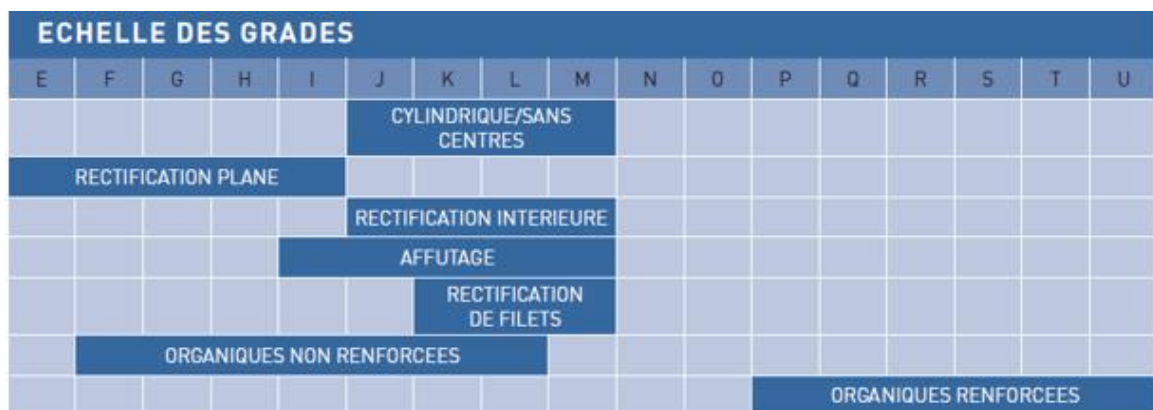 ECHELLE DES GRADES
E F G H I J K L M N O P Q R S T U
CYLINDRIQUE/SANS
CENTRES
RECTIFICATION PLANE
RECTIFICATION INTERIEURE
AFFUTAGE
RECTIFICATION
DE FILETS
ORGANIQUES NON RENFORCEES
ORGANIQUES RENFORCEES